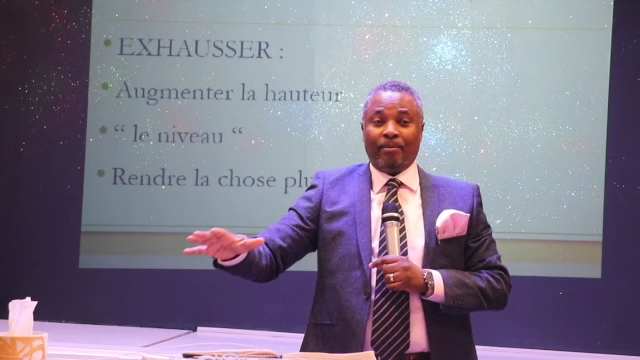 EXHAUSSER :
Augmenter la hauteur
“ le niveau “
Rendre la chose